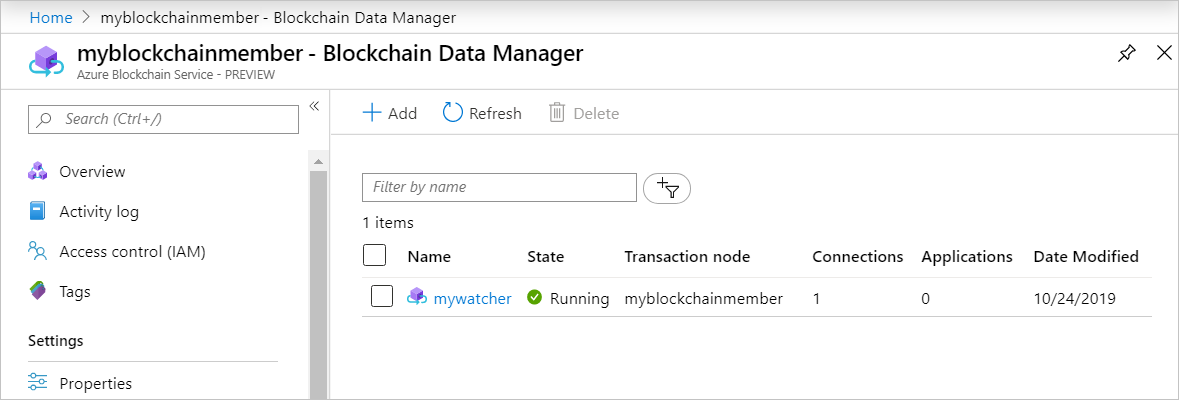 Home > myblockchainmember - Blockchain Data Manager
myblockchainmember - Blockchain Data Manager
Azure Blockchain Service - PREVIEW
Search (Ctrl+/)
«
Overview
Activity log
Access control (IAM)
Tags
Settings
Properties
Add Refresh Delete
Filter by name
1 items
Name State Transaction node Connections Applications Date Modified
mywatcher Running myblockchainmember 1 0 10/24/2019